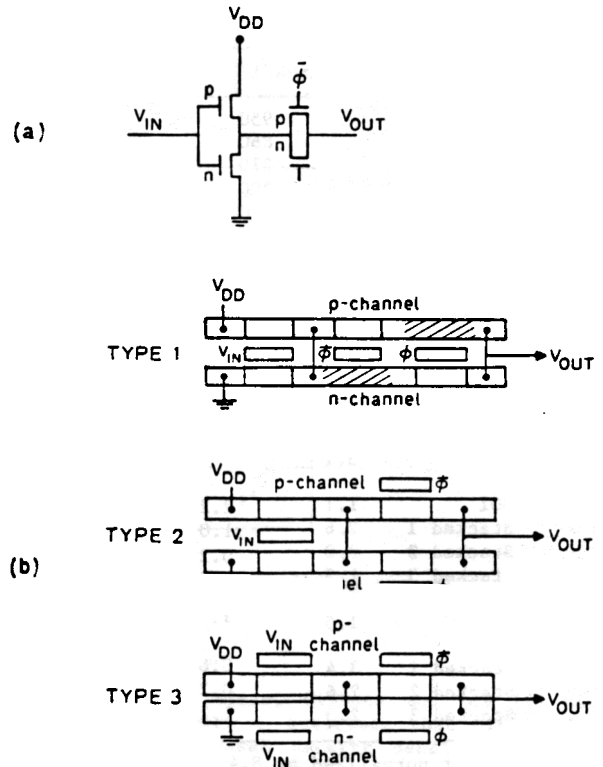 (a)
V_DD
p
n
V_IN
φ̄
p
n
V_OUT
(b)
TYPE 1
V_DD
p-channel
V_IN
φ̄
φ
V_OUT
n-channel
TYPE 2
V_DD
p-channel
φ̄
V_IN
V_OUT
TYPE 3
V_DD
V_IN
p-
channel
φ̄
V_OUT
V_IN
n-
channel
φ